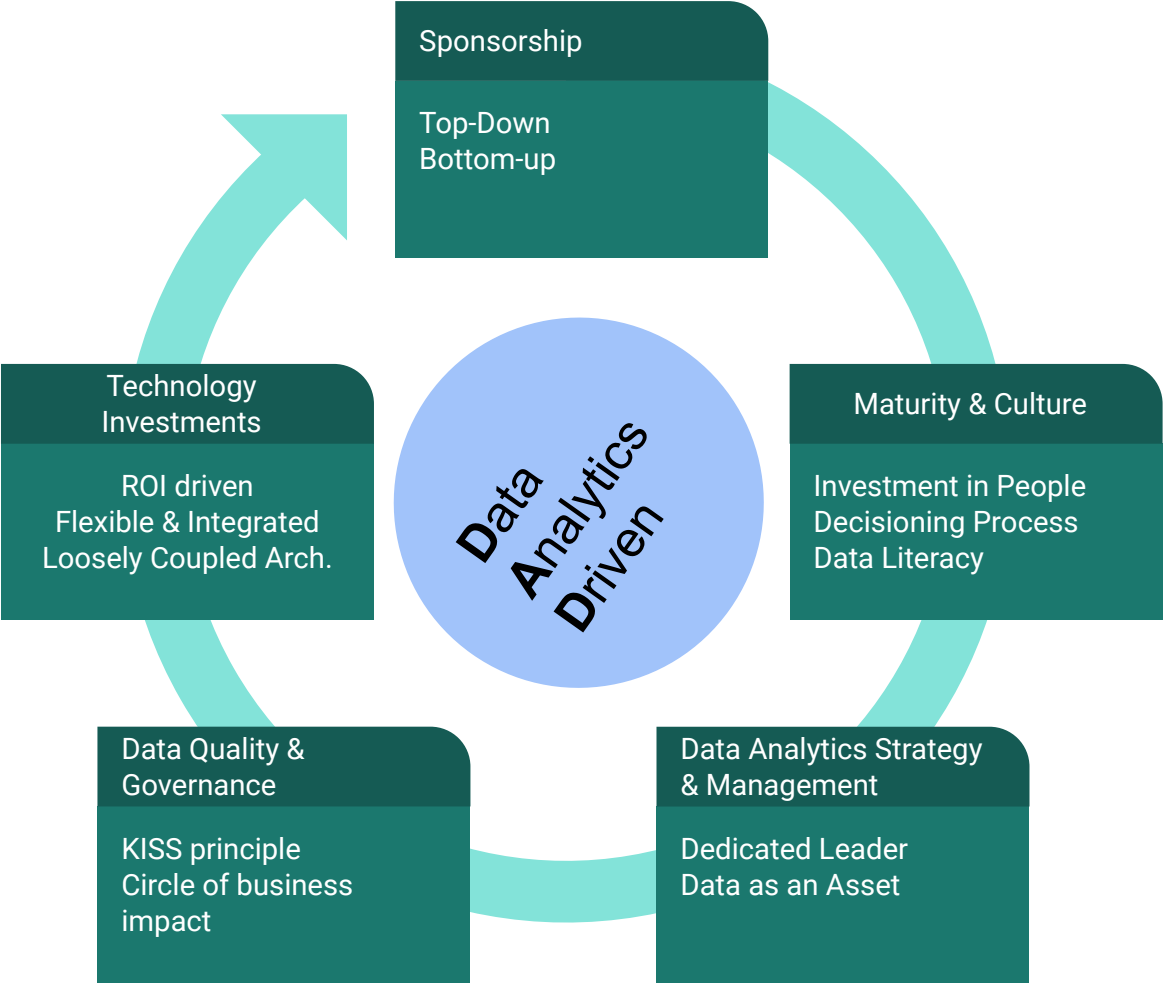 Sponsorship
Top-Down
Bottom-up
Technology
Investments
ROI driven
Flexible & Integrated
Loosely Coupled Arch.
Data
Analytics
Driven
Maturity & Culture
Investment in People
Decisioning Process
Data Literacy
Data Quality &
Governance
KISS principle
Circle of business
impact
Data Analytics Strategy
& Management
Dedicated Leader
Data as an Asset